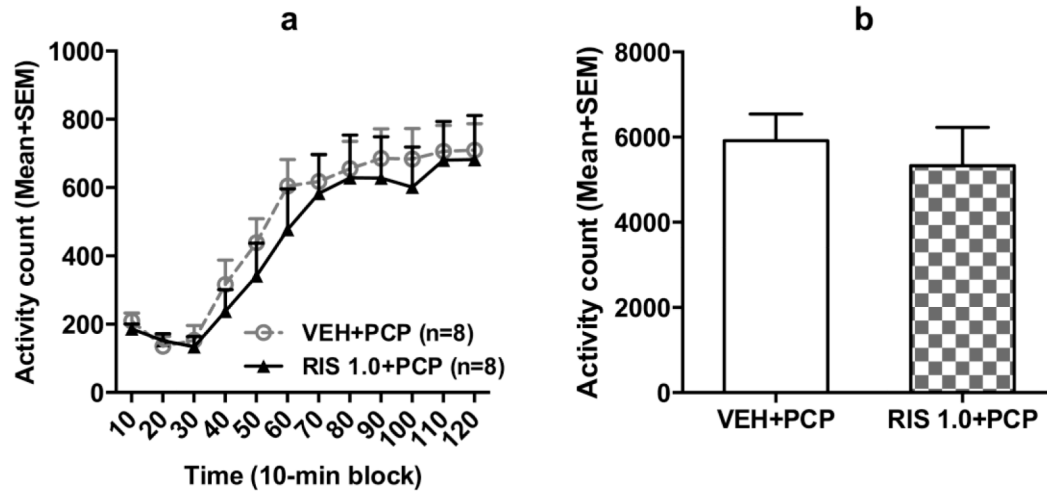 a
Activity count (Mean+SEM)
1000
800
600
400
200
0
VEH+PCP (n=8)
RIS 1.0+PCP (n=8)
10
20
30
40
50
60
70
80
90
100
110
120
Time (10-min block)
b
Activity count (Mean+SEM)
8000
6000
4000
2000
0
VEH+PCP
RIS 1.0+PCP